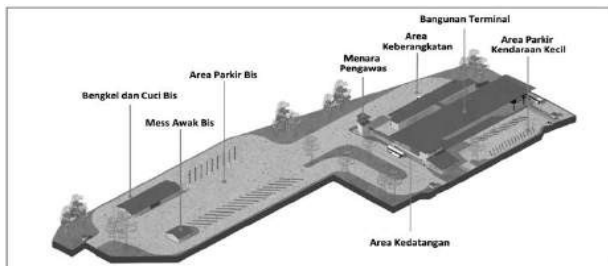 Bangunan Terminal
Area
Keberangkatan
Area Parkir
Kendaraan Kecil
Menara
Pengawas
Area Parkir Bis
Bengkel dan Cuci Bis
Mess Awak Bis
Area Kedatangan